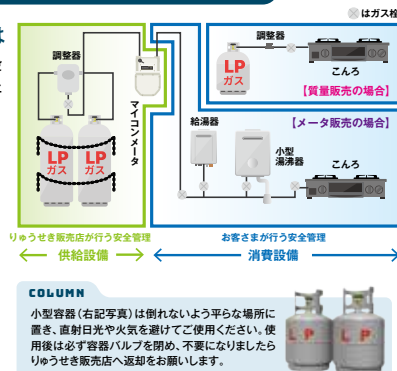 はガス栓
は
調整器
マイコンメータ
LP
ガス
LP
ガス
調整器
LP
ガス
こんろ
【質量販売の場合】
【メータ販売の場合】
給湯器
小型
湯沸器
こんろ
りゅうせき販売店が行う安全管理
お客さまが行う安全管理
供給設備
消費設備
COLUMN
小型容器(右記写真)は倒れないよう平らな場所に
置き、直射日光や火気を避けてご使用ください。使
用後は必ず容器バルブを閉め、不要になりましたら
りゅうせき販売店へ返却をお願いします。
LP
LP